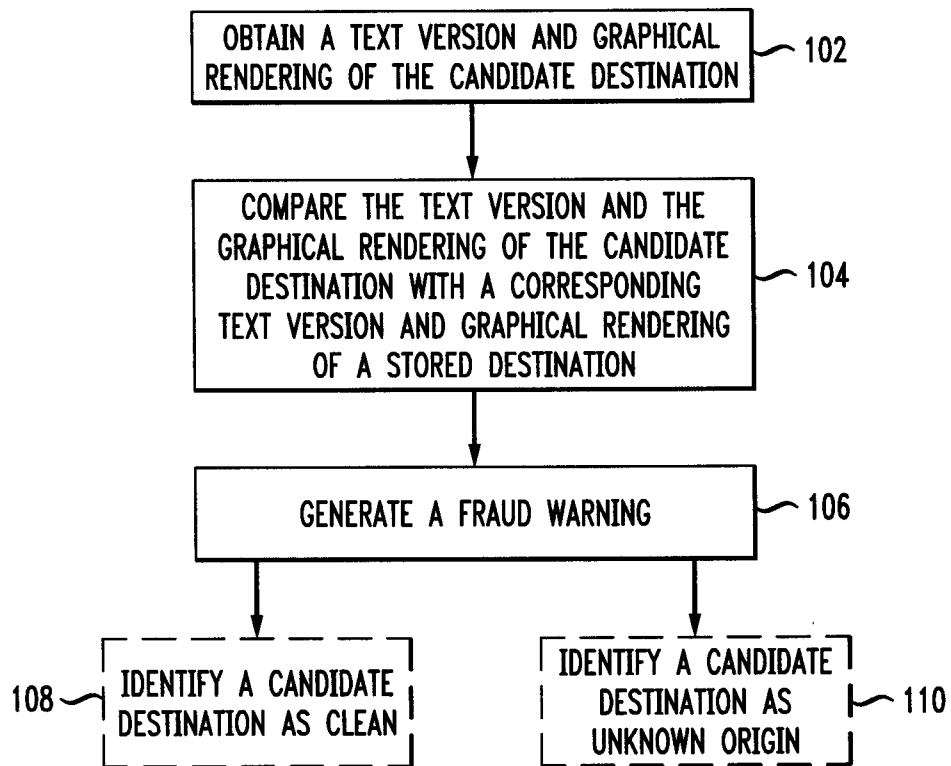 OBTAIN A TEXT VERSION AND GRAPHICAL
RENDERING OF THE CANDIDATE DESTINATION
102
COMPARE THE TEXT VERSION AND THE
GRAPHICAL RENDERING OF THE CANDIDATE
DESTINATION WITH A CORRESPONDING
TEXT VERSION AND GRAPHICAL RENDERING
OF A STORED DESTINATION
104
GENERATE A FRAUD WARNING
106
108
IDENTIFY A CANDIDATE
DESTINATION AS CLEAN
IDENTIFY A CANDIDATE
DESTINATION AS
UNKNOWN ORIGIN
110